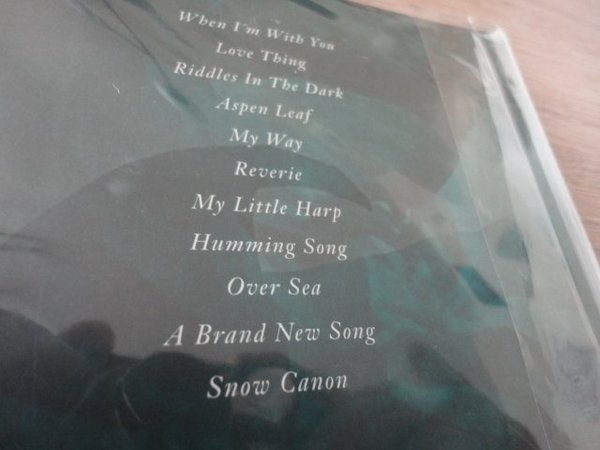 When I'm With You
Love Thing
Riddles In The Dark
Aspen Leaf
My Way
Reverie
My Little Harp
Humming Song
Over Sea
A Brand New Song
Snow Canon